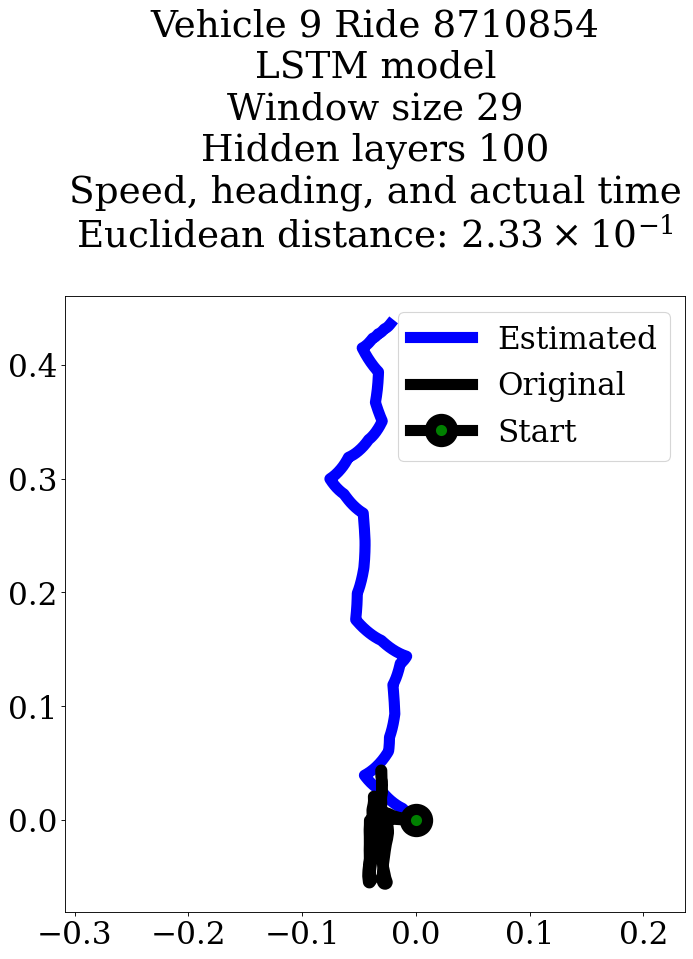 Vehicle 9 Ride 8710854
LSTM model
Window size 29
Hidden layers 100
Speed, heading, and actual time
Euclidean distance: 2.33 × 10⁻¹
Estimated
Original
Start
0.4
0.3
0.2
0.1
0.0
−0.3 −0.2 −0.1 0.0 0.1 0.2